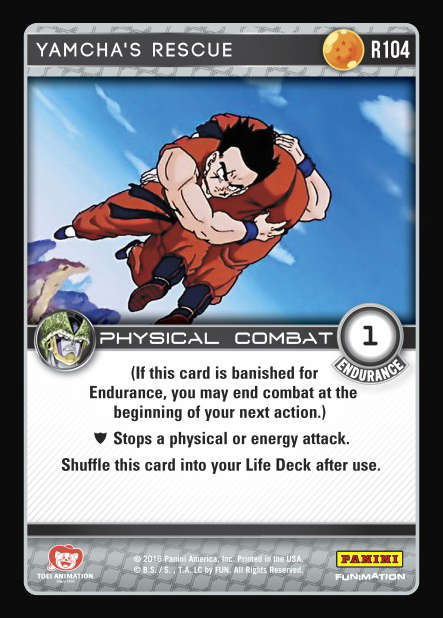 YAMCHA'S RESCUE R104
PHYSICAL COMBAT 1
ENDURANCE
(If this card is banished for
Endurance, you may end combat at the
beginning of your next action.)
Stops a physical or energy attack.
Shuffle this card into your Life Deck after use.
© 2016 Panini America, Inc. Printed in the USA.
© B.S. / S. , T.A. LC by FUN. All Rights Reserved.
TOEI ANIMATION
PANINI
FUNIMATION